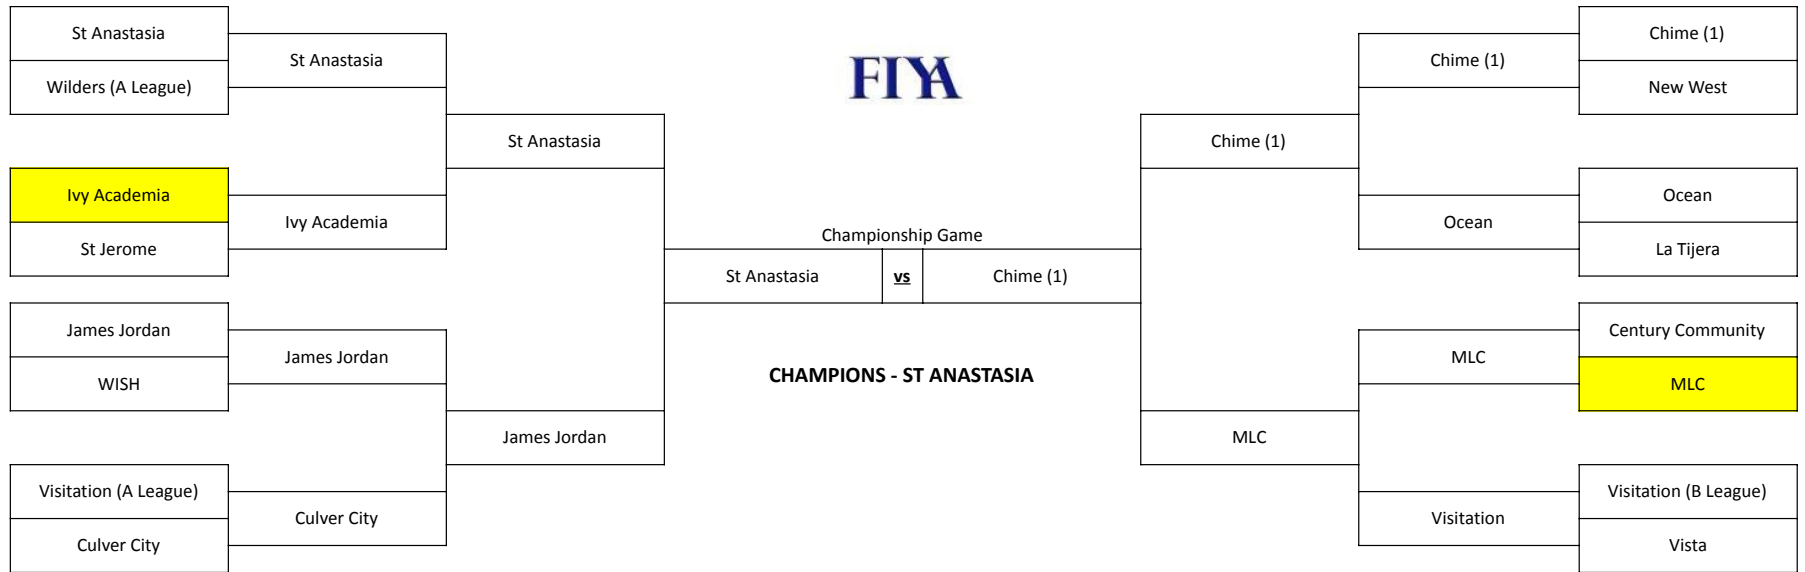 St Anastasia
Wilders (A League)
Ivy Academia
St Jerome
James Jordan
WISH
Visitation (A League)
Culver City
St Anastasia
Ivy Academia
James Jordan
Culver City
St Anastasia
James Jordan
FIYA
Championship Game
St Anastasia vs Chime (1)
CHAMPIONS - ST ANASTASIA
Chime (1)
MLC
Chime (1)
Ocean
MLC
Visitation
Chime (1)
New West
Ocean
La Tijera
Century Community
MLC
Visitation (B League)
Vista